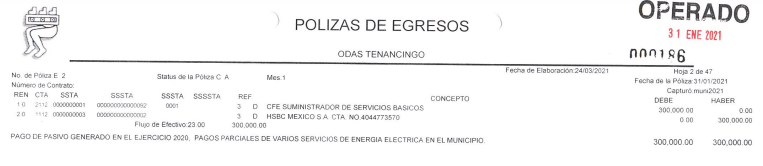 POLIZAS DE EGRESOS
OPERADO
31 ENE 2021
ODAS TENANCINGO
000186
Fecha de Elaboración:24/03/2021
Hoja 2 de 47
No. de Póliza E 2
Status de la Póliza C A
Mes:1
Fecha de la Póliza:31/01/2021
Número de Contrato:
Capturó:muni2021
REN CTA SSTA SSSTA SSSTA SSSSTA REF CONCEPTO DEBE HABER
1 0 2112 0000000001 000000000000092 0001 3 D CFE SUMINISTRADOR DE SERVICIOS BASICOS 300,000.00 0.00
2 0 1112 0000000003 000000000000002 3 D HSBC MEXICO S.A. CTA. NO.4044773570 0.00 300,000.00
Flujo de Efectivo:23.00 300,000.00
PAGO DE PASIVO GENERADO EN EL EJERCICIO 2020, PAGOS PARCIALES DE VARIOS SERVICIOS DE ENERGIA ELECTRICA EN EL MUNICIPIO. 300,000.00 300,000.00